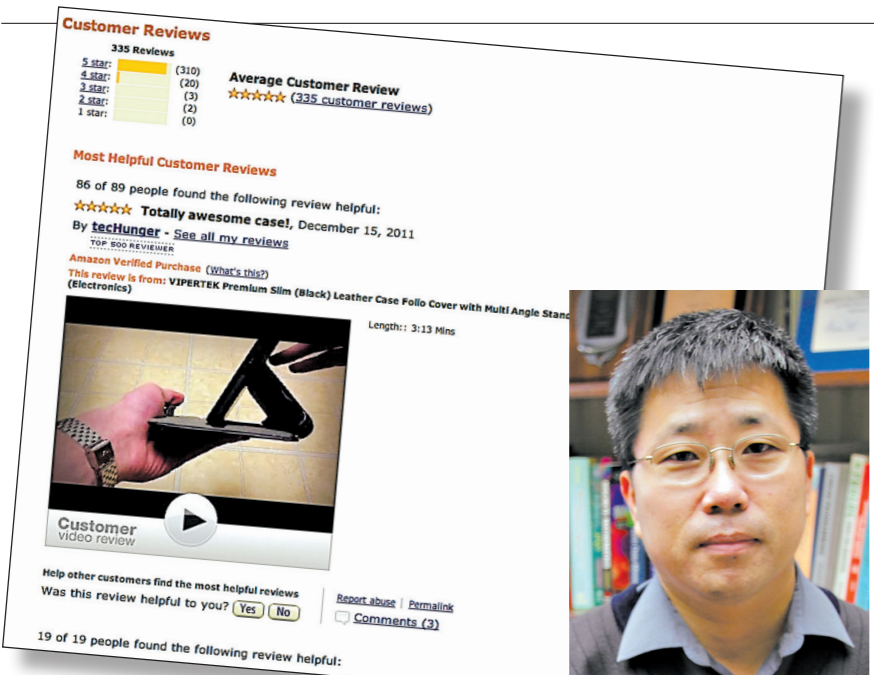 Customer Reviews
335 Reviews
5 star: (310)
4 star: (20)
3 star: (3)
2 star: (2)
1 star: (0)
Average Customer Review
(335 customer reviews)
Most Helpful Customer Reviews
86 of 89 people found the following review helpful:
Totally awesome case!, December 15, 2011
By tecHunger - See all my reviews
TOP 500 REVIEWER
Amazon Verified Purchase (What's this?)
This review is from: VIPERTEK Premium Slim (Black) Leather Case Folio Cover with Multi Angle Stand
(Electronics)
Length:: 3:13 Mins
Customer
video review
Help other customers find the most helpful reviews
Was this review helpful to you? Yes No
Report abuse | Permalink
Comments (3)
19 of 19 people found the following review helpful: